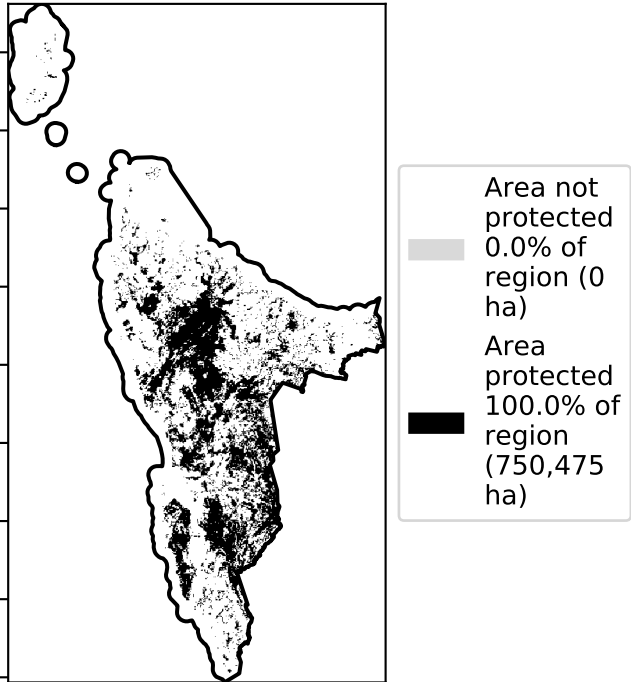 Area not
protected
0.0% of
region (0
ha)
Area
protected
100.0% of
region
(750,475
ha)